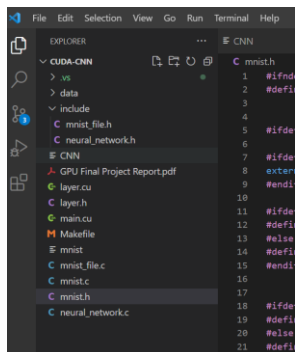 File Edit Selection View Go Run Terminal Help
EXPLORER ... CNN
CUDA-CNN
C mnist.h
.vs
data
include
C mnist_file.h
C neural_network.h
CNN
GPU Final Project Report.pdf
layer.cu
C layer.h
main.cu
M Makefile
mnist
C mnist_file.c
C mnist.c
C mnist.h
C neural_network.c
1 #ifnd
2 #defi
3
4
5 #ifde
6
7 #ifde
8 exter
9 #endi
10
11 #ifde
12 #defi
13 #else
14 #defi
15 #endi
16
17
18 #ifde
19 #defi
20 #else
21 #defi